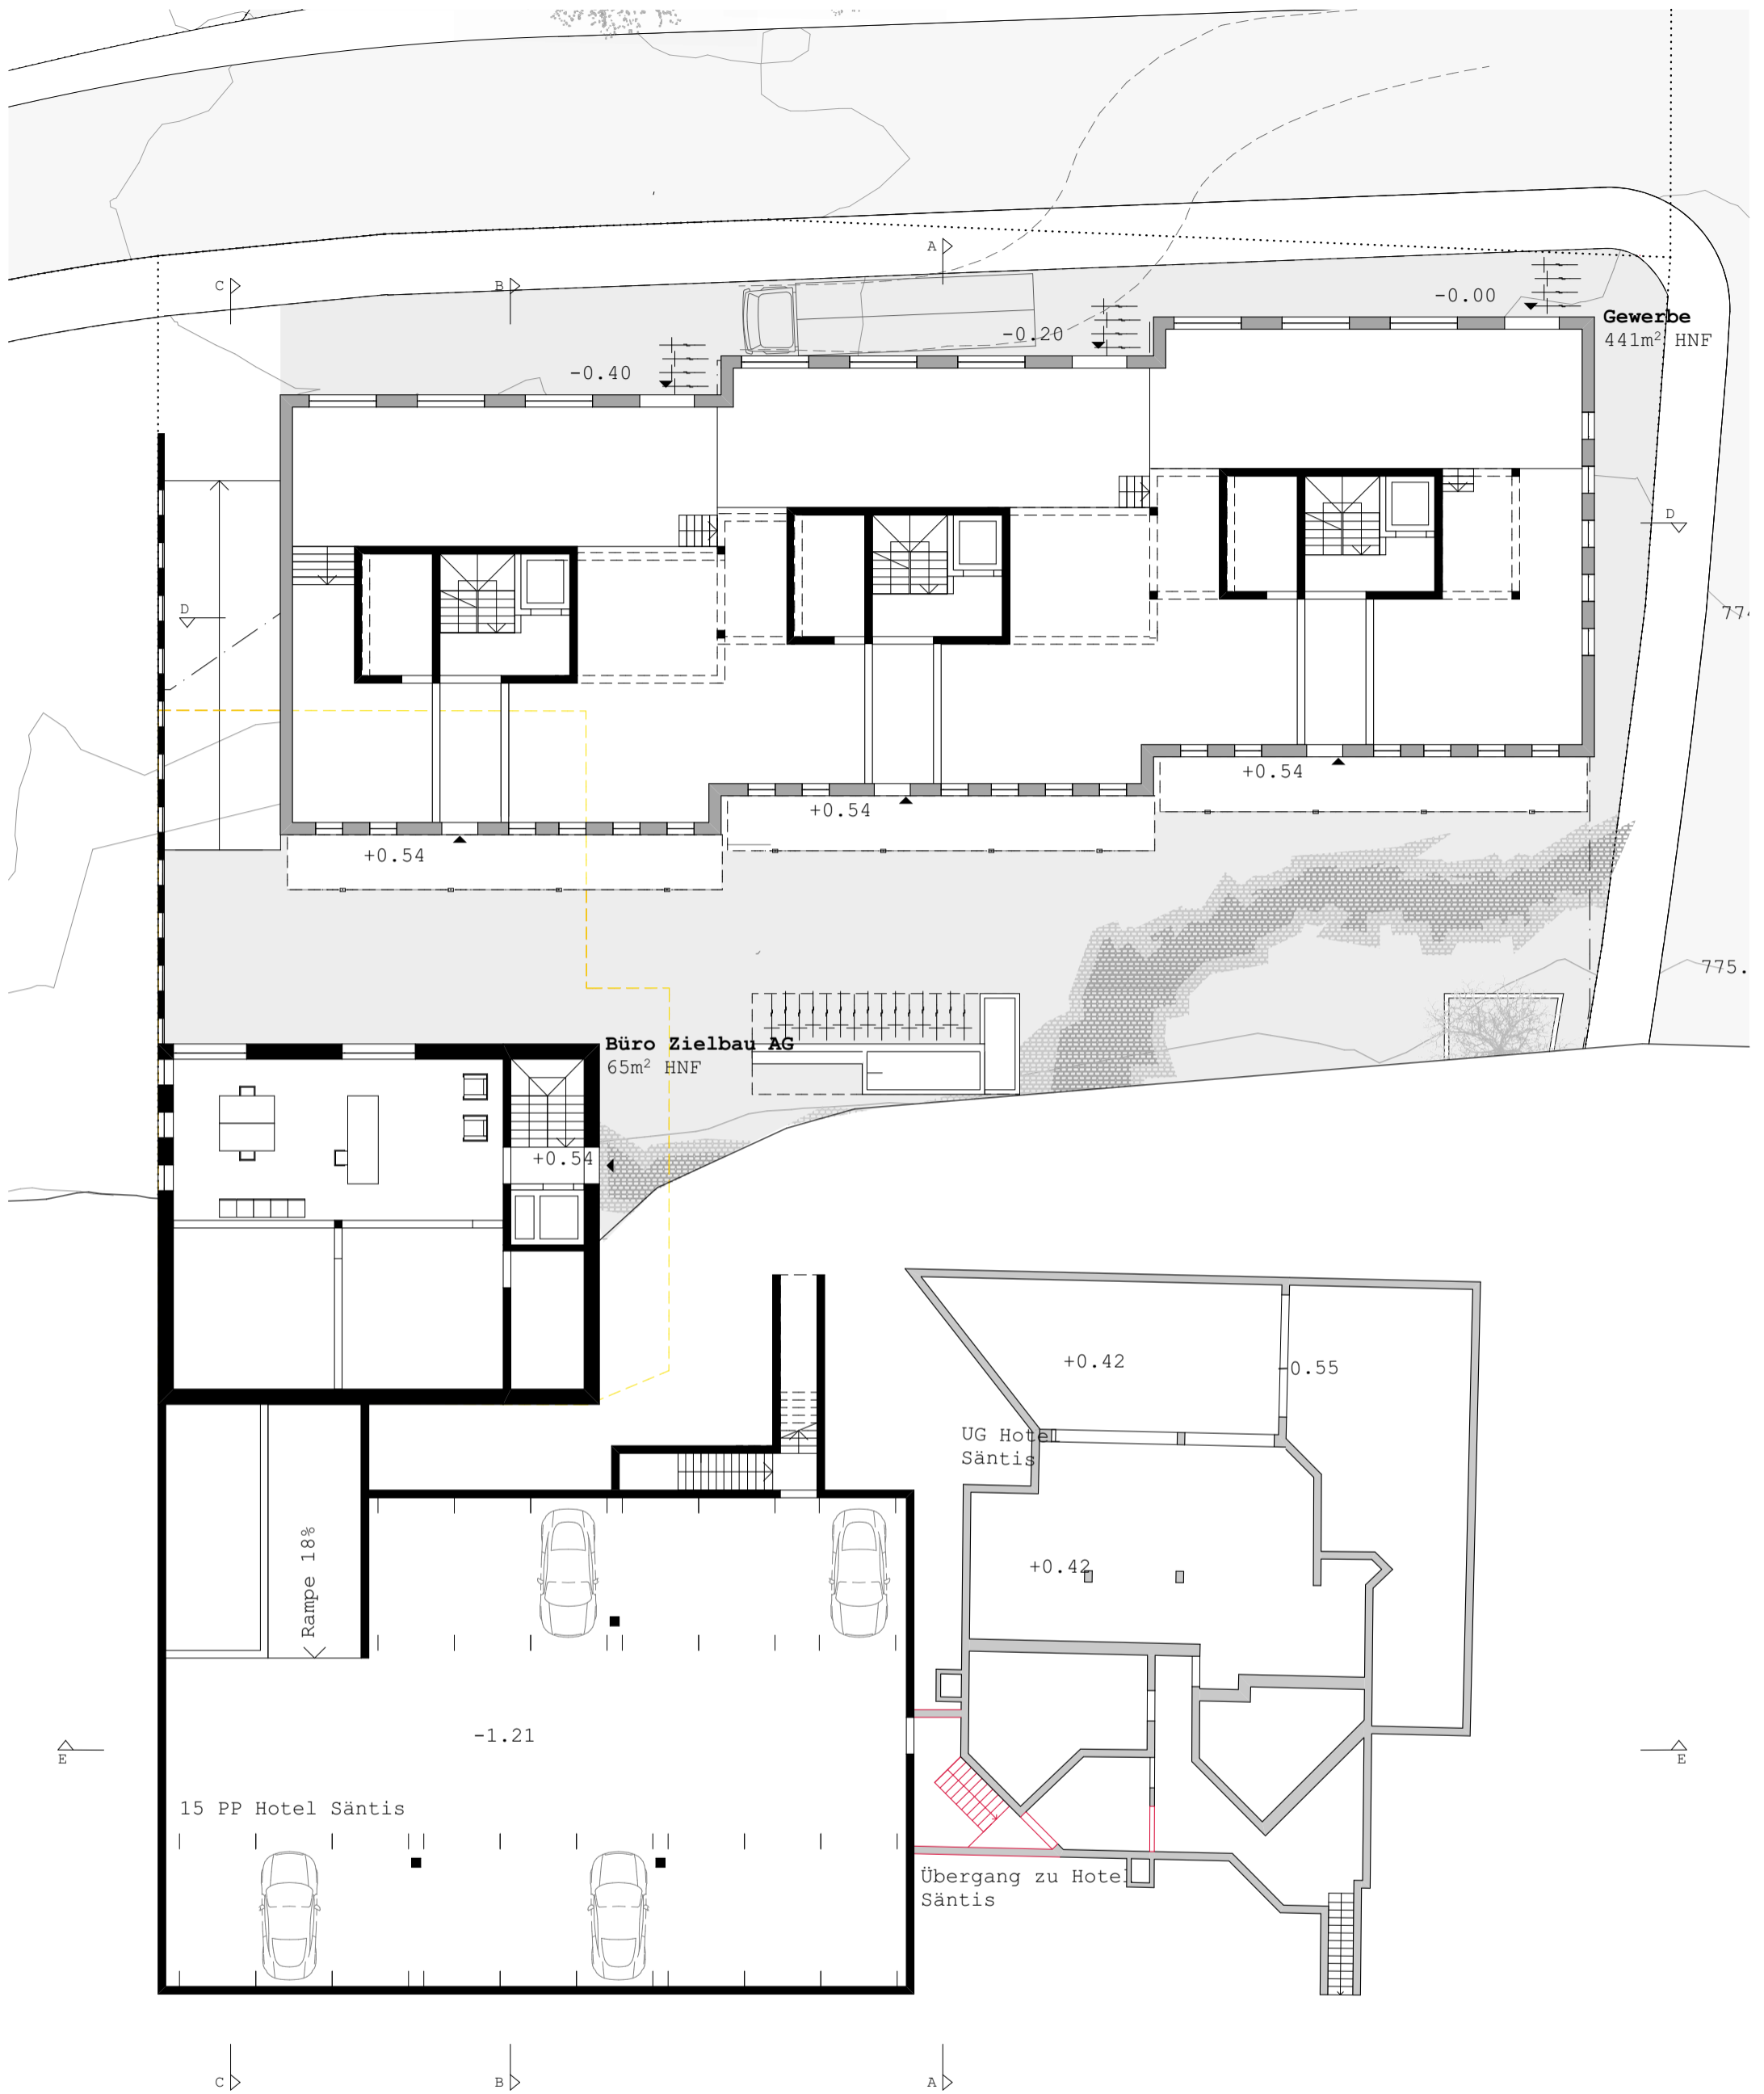 A
C
B
-0.00
Gewerbe
441m² HNF
-0.20
-0.40
D
D
+0.54
+0.54
+0.54
775.
Büro Zielbau AG
65m² HNF
+0.54
+0.42
-0.55
UG Hotel
Säntis
Rampe 18%
+0.42
-1.21
E
E
15 PP Hotel Säntis
Übergang zu Hotel
Säntis
C
B
A